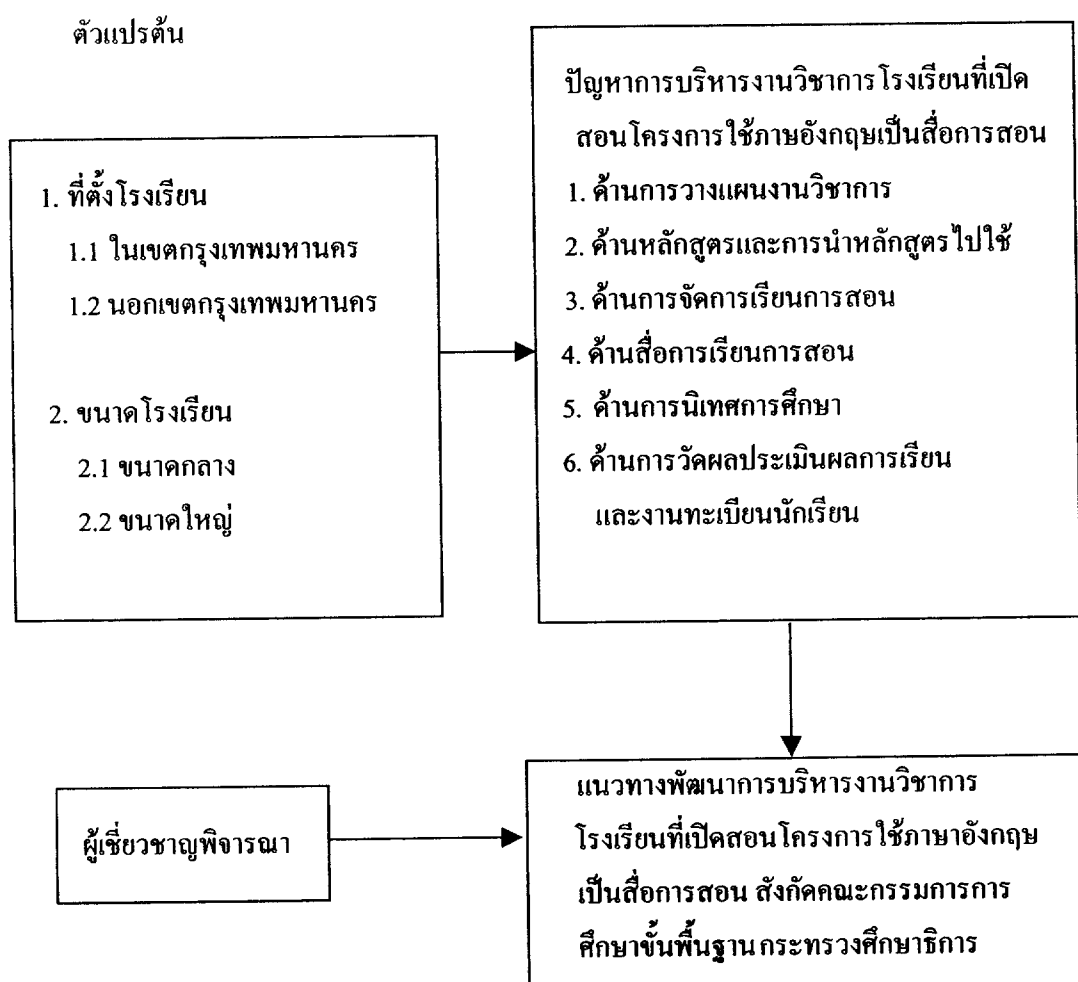 ตัวแปรต้น
1. ที่ตั้งโรงเรียน
1.1 ในเขตกรุงเทพมหานคร
1.2 นอกเขตกรุงเทพมหานคร
2. ขนาดโรงเรียน
2.1 ขนาดกลาง
2.2 ขนาดใหญ่
ปัญหาการบริหารงานวิชาการโรงเรียนที่เปิด
สอนโครงการใช้ภาษอังกฤษเป็นสื่อการสอน
1. ด้านการวางแผนงานวิชาการ
2. ด้านหลักสูตรและการนำหลักสูตรไปใช้
3. ด้านการจัดการเรียนการสอน
4. ด้านสื่อการเรียนการสอน
5. ด้านการนิเทศการศึกษา
6. ด้านการวัดผลประเมินผลการเรียน
และงานทะเบียนนักเรียน
ผู้เชี่ยวชาญพิจารณา
แนวทางพัฒนาการบริหารงานวิชาการ
โรงเรียนที่เปิดสอนโครงการใช้ภาษาอังกฤษ
เป็นสื่อการสอน สังกัดคณะกรรมการการ
ศึกษาขั้นพื้นฐาน กระทรวงศึกษาธิการ